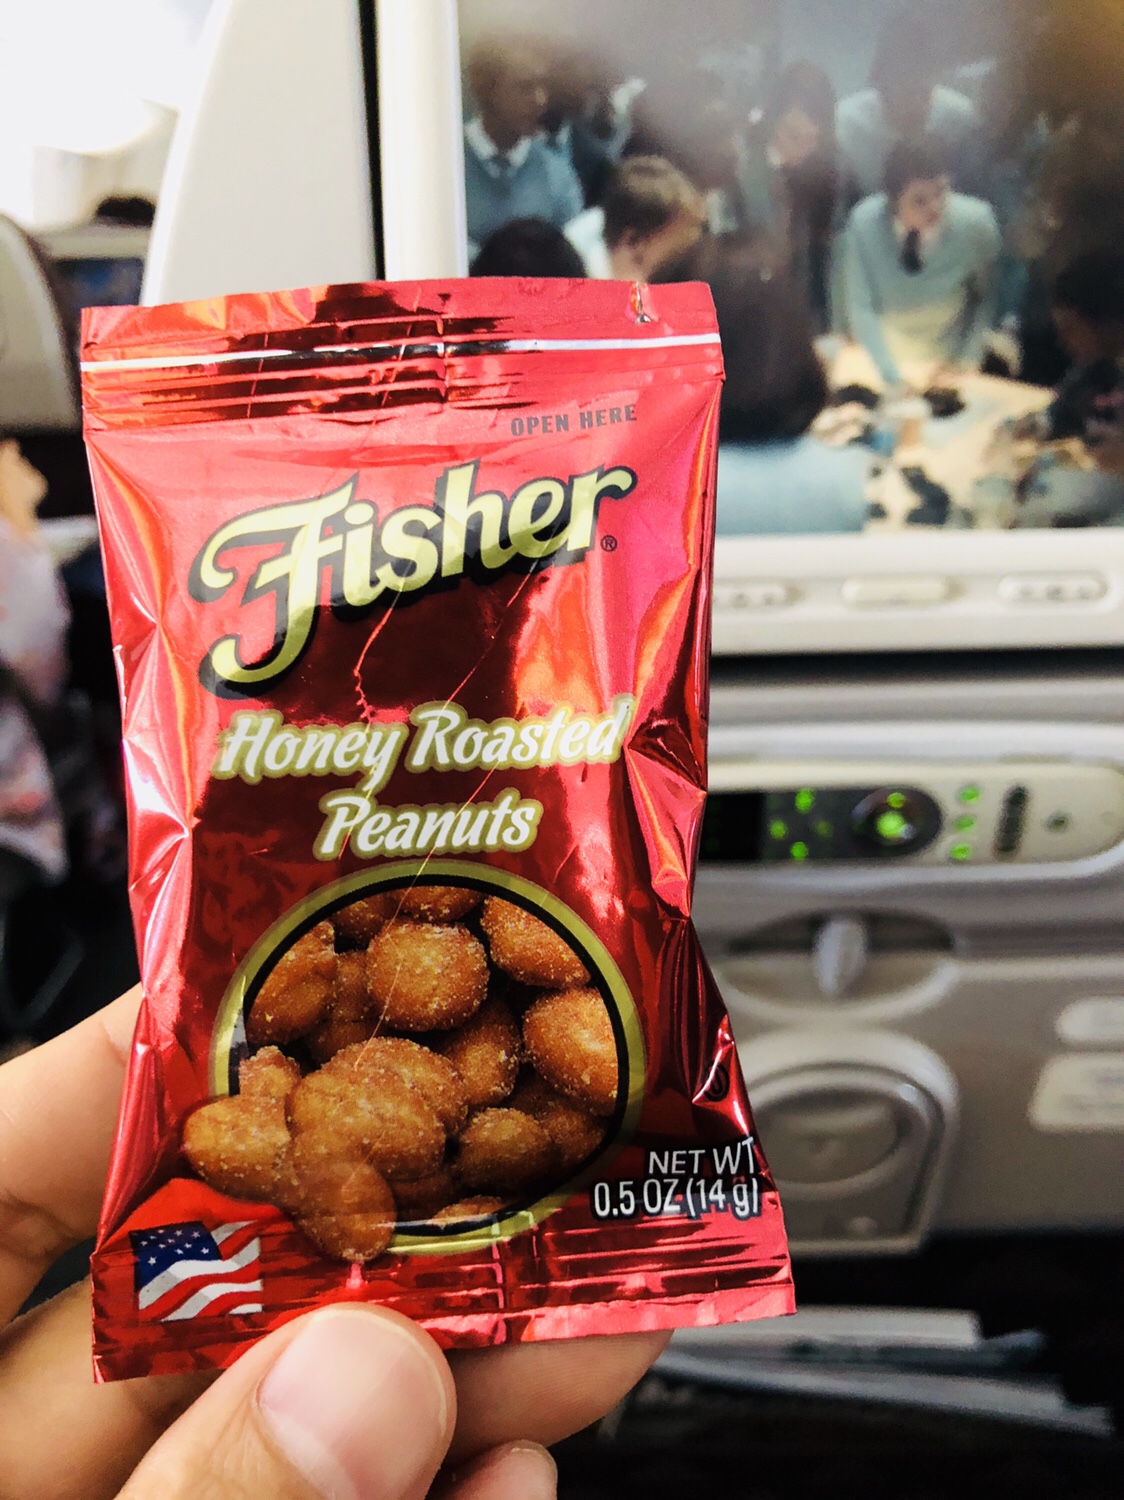 OPEN HERE
Fisher®
Honey Roasted
Peanuts
NET WT
0.5 OZ (14 g)